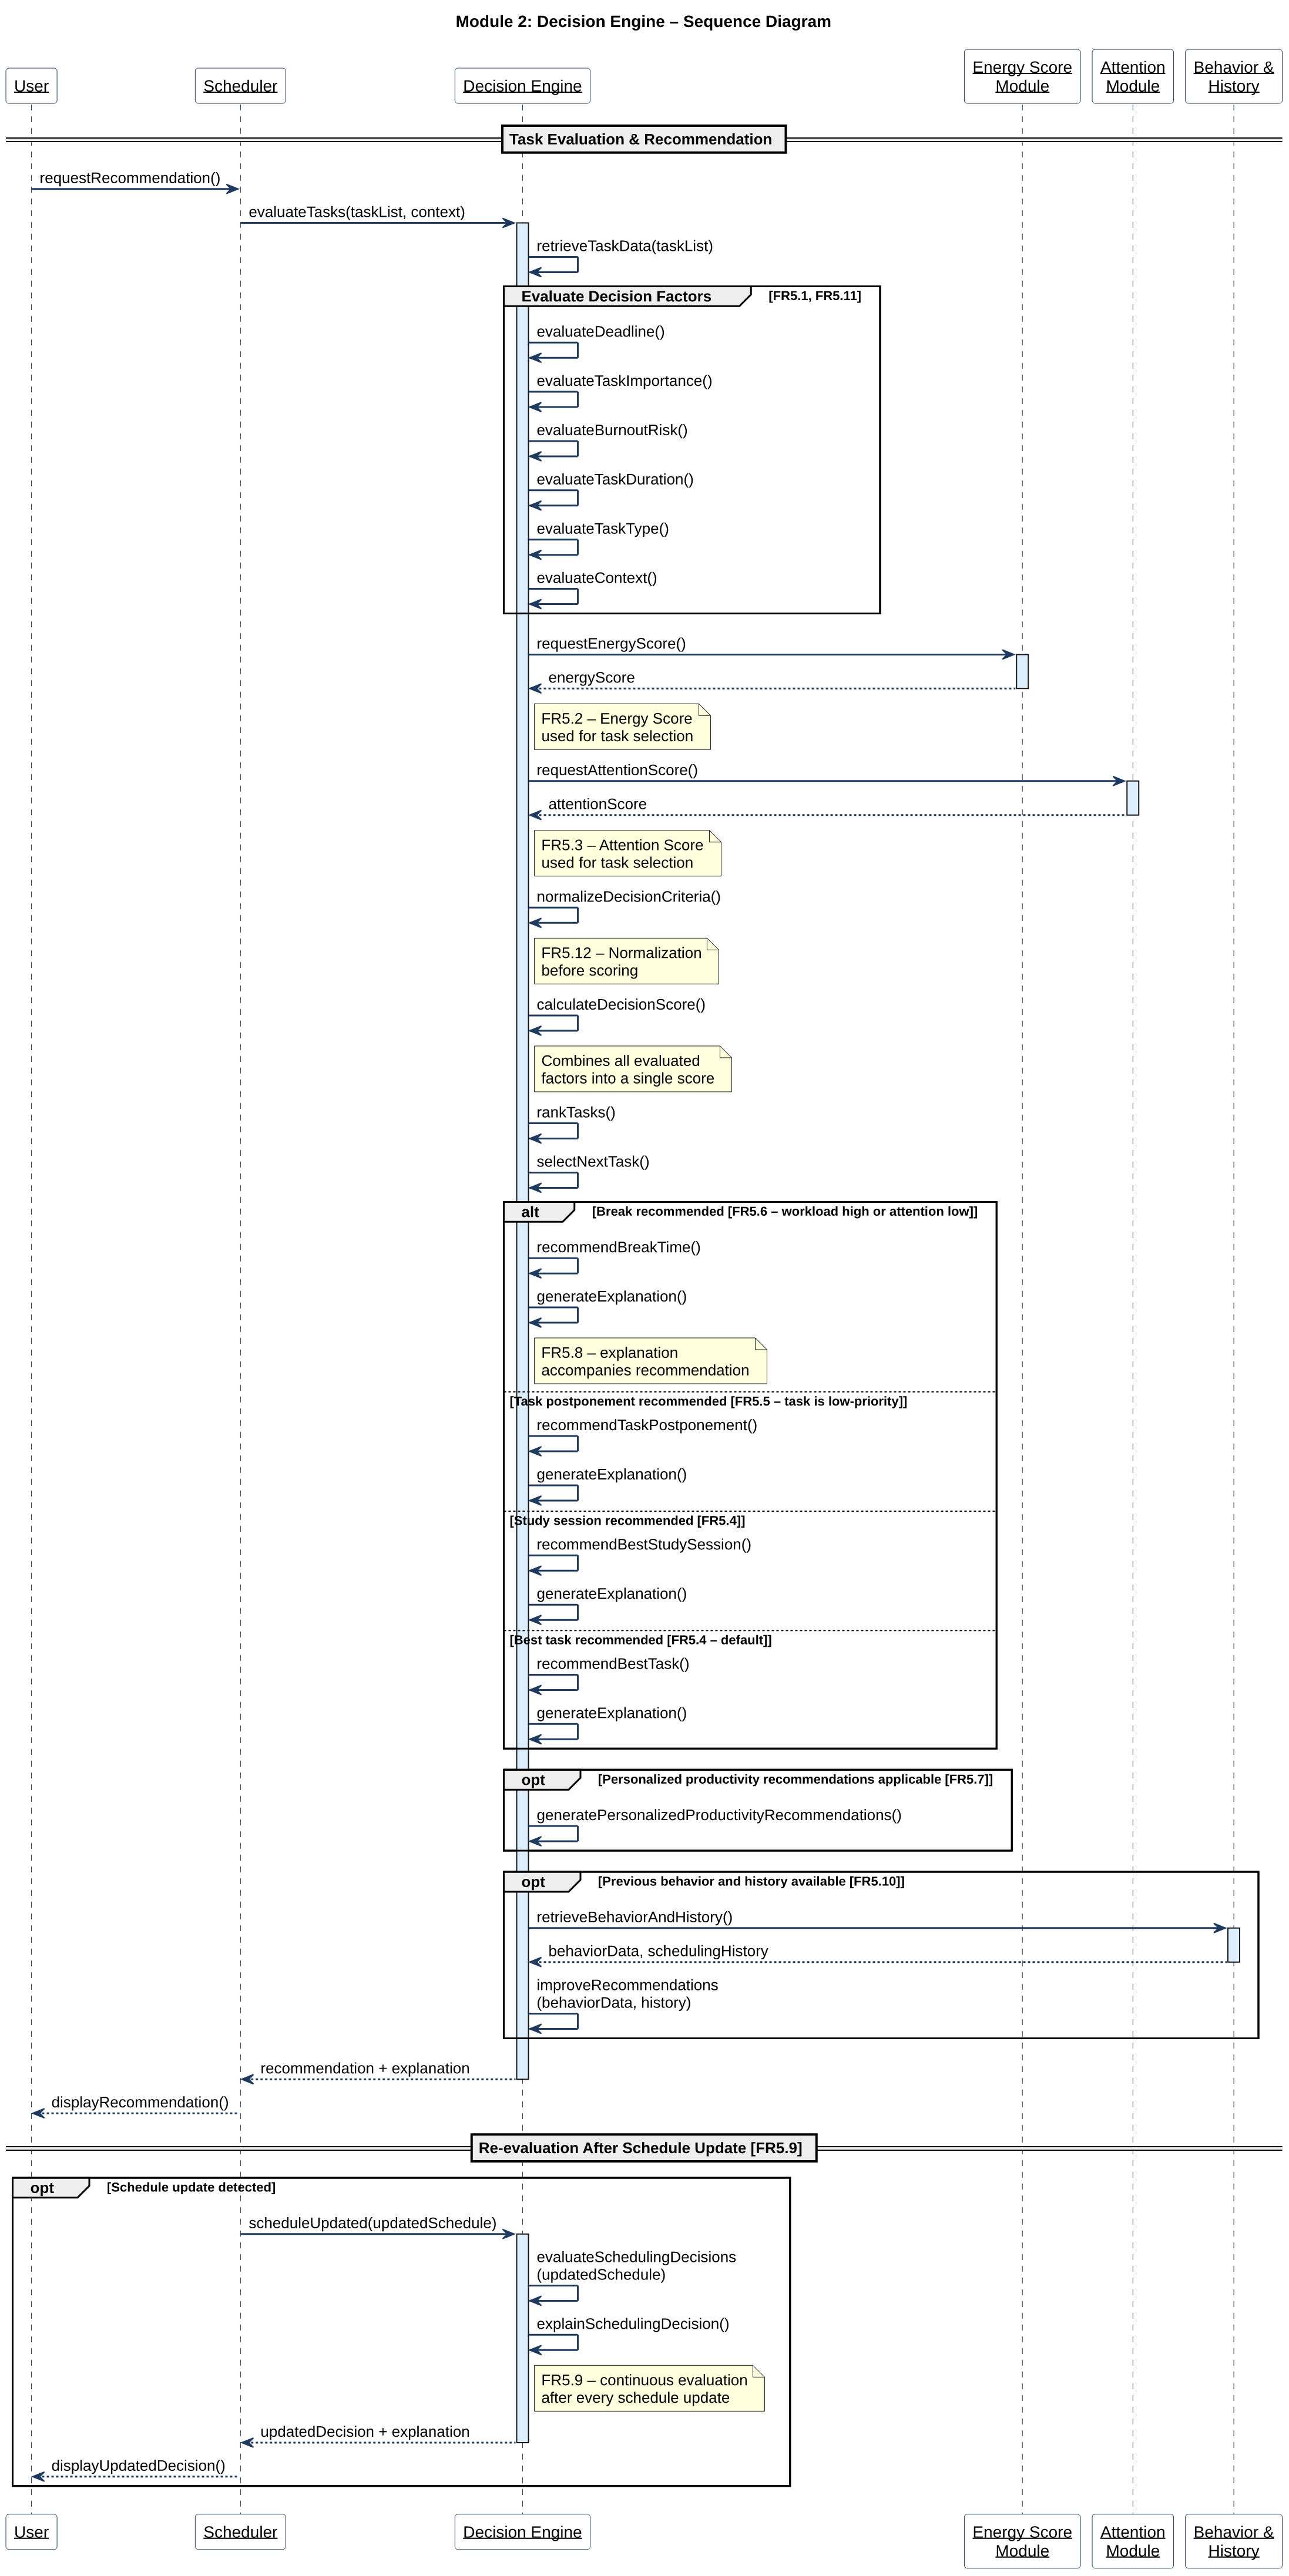 Module 2: Decision Engine – Sequence Diagram
User
Scheduler
Decision Engine
Energy Score
Module
Attention
Module
Behavior &
History
Task Evaluation & Recommendation
requestRecommendation()
evaluateTasks(taskList, context)
retrieveTaskData(taskList)
Evaluate Decision Factors
[FR5.1, FR5.11]
evaluateDeadline()
evaluateTaskImportance()
evaluateBurnoutRisk()
evaluateTaskDuration()
evaluateTaskType()
evaluateContext()
requestEnergyScore()
energyScore
FR5.2 – Energy Score
used for task selection
requestAttentionScore()
attentionScore
FR5.3 – Attention Score
used for task selection
normalizeDecisionCriteria()
FR5.12 – Normalization
before scoring
calculateDecisionScore()
Combines all evaluated
factors into a single score
rankTasks()
selectNextTask()
alt
[Break recommended [FR5.6 – workload high or attention low]]
recommendBreakTime()
generateExplanation()
FR5.8 – explanation
accompanies recommendation
[Task postponement recommended [FR5.5 – task is low-priority]]
recommendTaskPostponement()
generateExplanation()
[Study session recommended [FR5.4]]
recommendBestStudySession()
generateExplanation()
[Best task recommended [FR5.4 – default]]
recommendBestTask()
generateExplanation()
opt
[Personalized productivity recommendations applicable [FR5.7]]
generatePersonalizedProductivityRecommendations()
opt
[Previous behavior and history available [FR5.10]]
retrieveBehaviorAndHistory()
behaviorData, schedulingHistory
improveRecommendations
(behaviorData, history)
recommendation + explanation
displayRecommendation()
Re-evaluation After Schedule Update [FR5.9]
opt
[Schedule update detected]
scheduleUpdated(updatedSchedule)
evaluateSchedulingDecisions
(updatedSchedule)
explainSchedulingDecision()
FR5.9 – continuous evaluation
after every schedule update
updatedDecision + explanation
displayUpdatedDecision()
User
Scheduler
Decision Engine
Energy Score
Module
Attention
Module
Behavior &
History